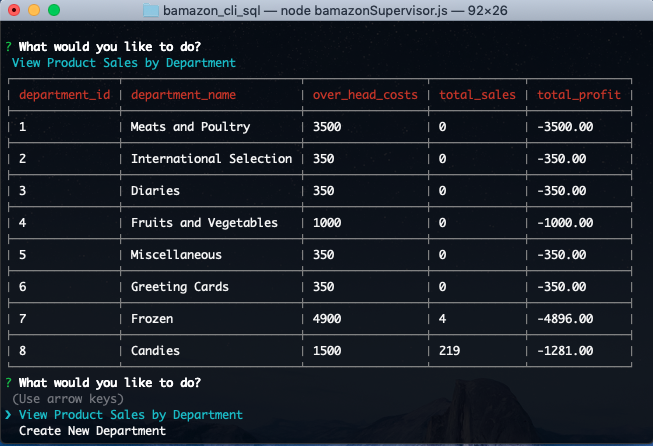 bamazon_cli_sql — node bamazonSupervisor.js — 92×26
? What would you like to do?
View Product Sales by Department
department_id department_name over_head_costs total_sales total_profit
1 Meats and Poultry 3500 0 -3500.00
2 International Selection 350 0 -350.00
3 Diaries 350 0 -350.00
4 Fruits and Vegetables 1000 0 -1000.00
5 Miscellaneous 350 0 -350.00
6 Greeting Cards 350 0 -350.00
7 Frozen 4900 4 -4896.00
8 Candies 1500 219 -1281.00
? What would you like to do?
(Use arrow keys)
❯ View Product Sales by Department
Create New Department